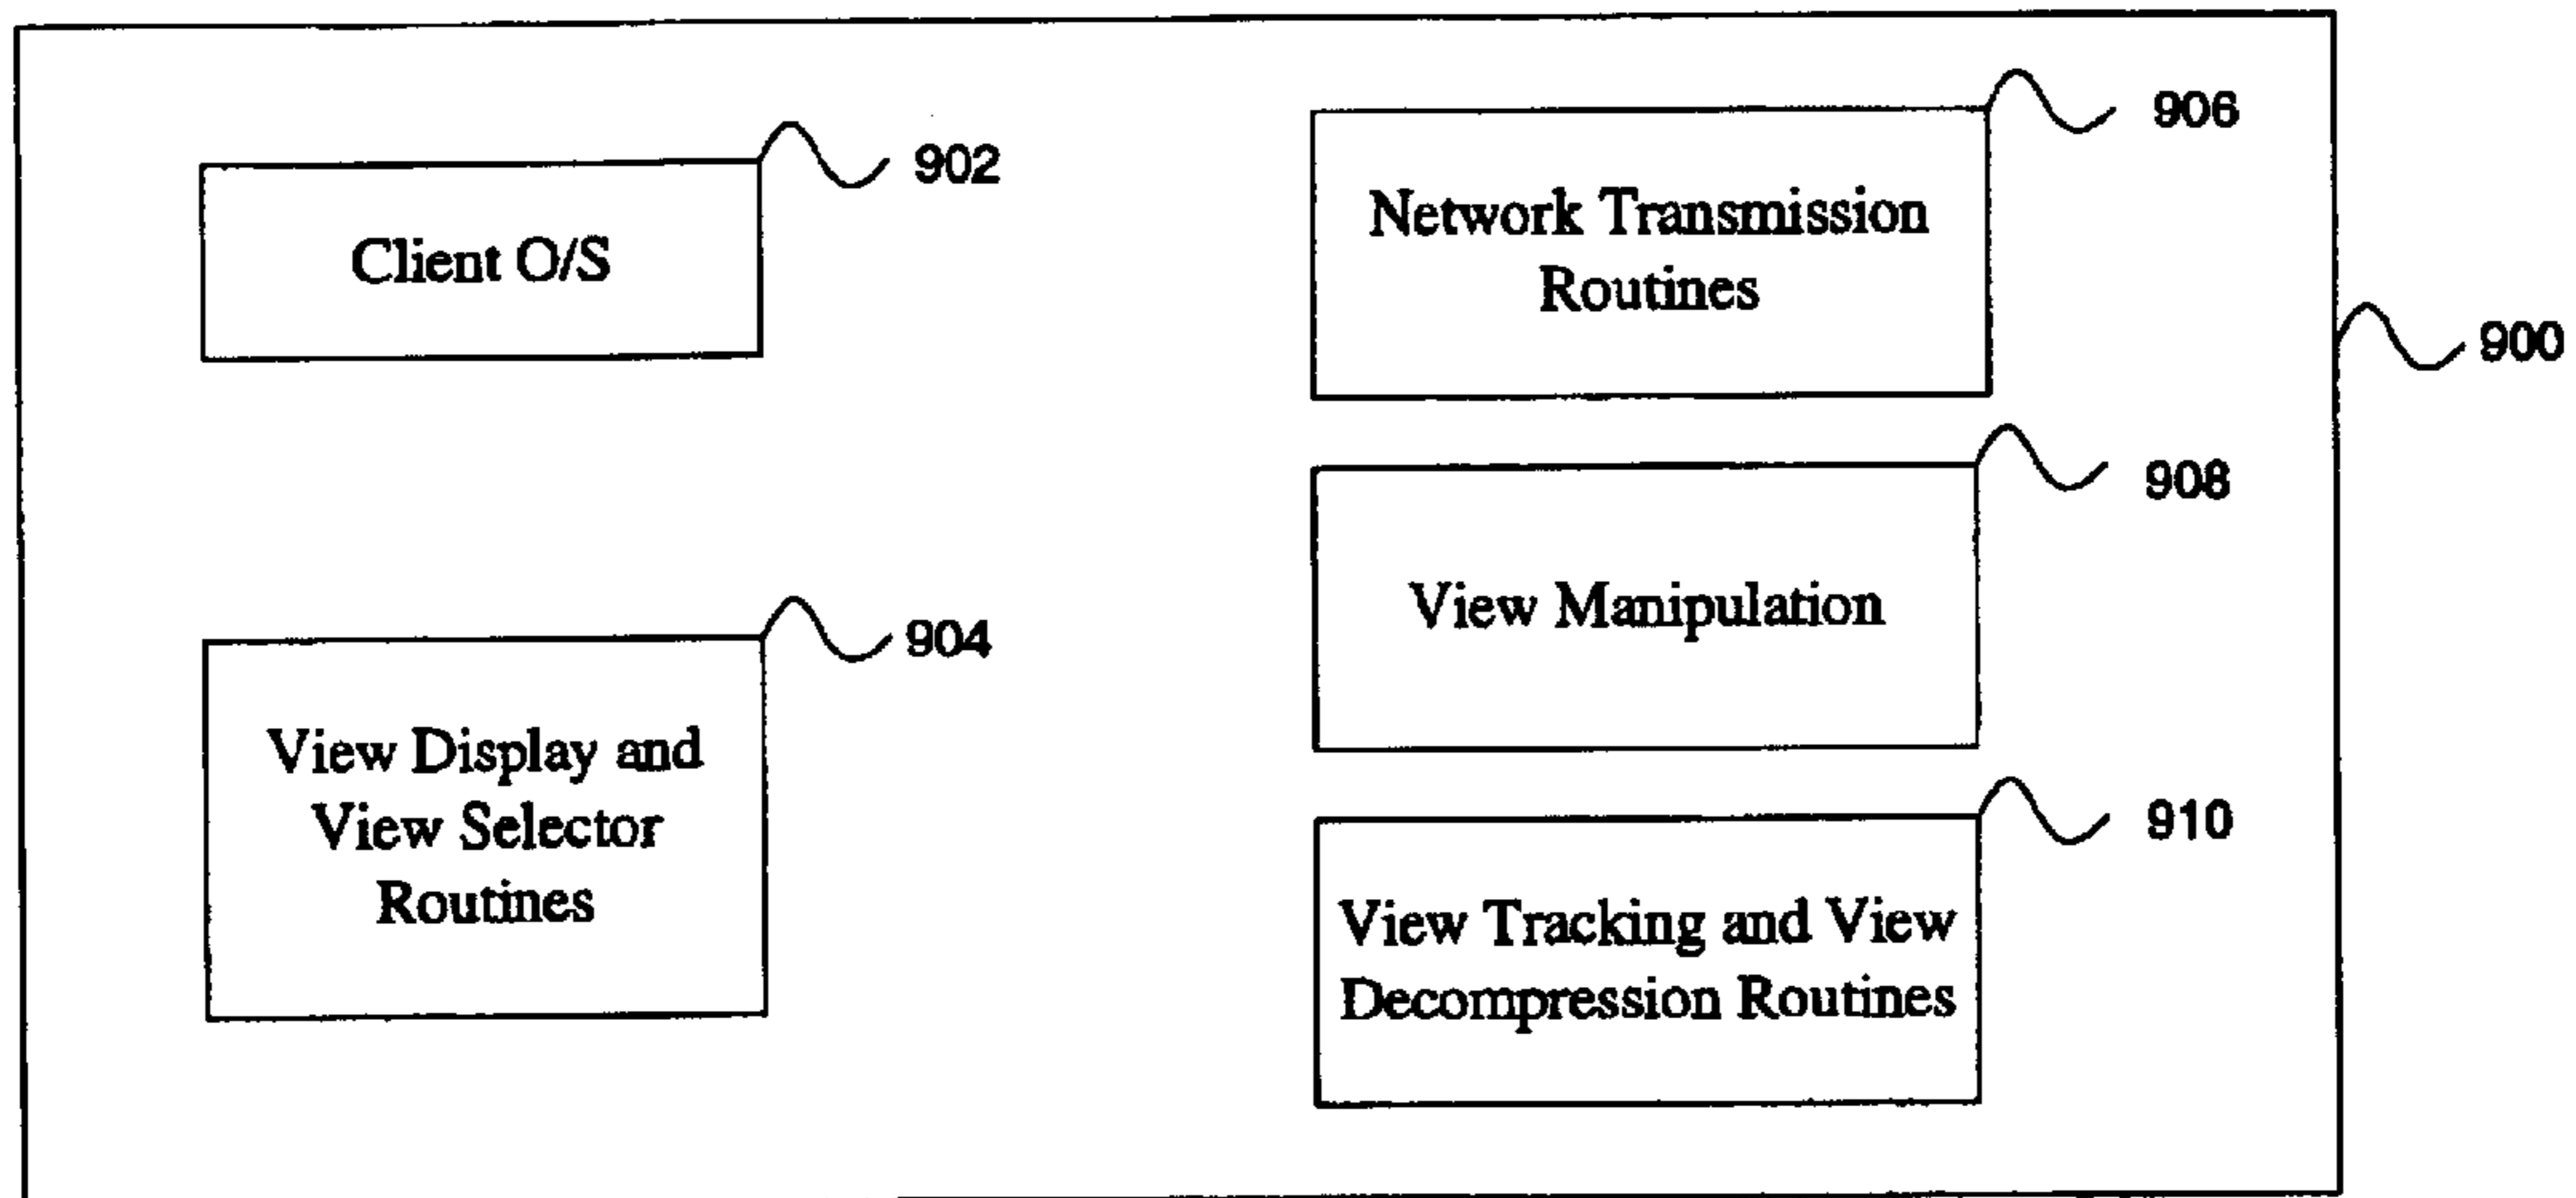 902
Client O/S
904
View Display and
View Selector
Routines
906
Network Transmission
Routines
900
908
View Manipulation
910
View Tracking and View
Decompression Routines